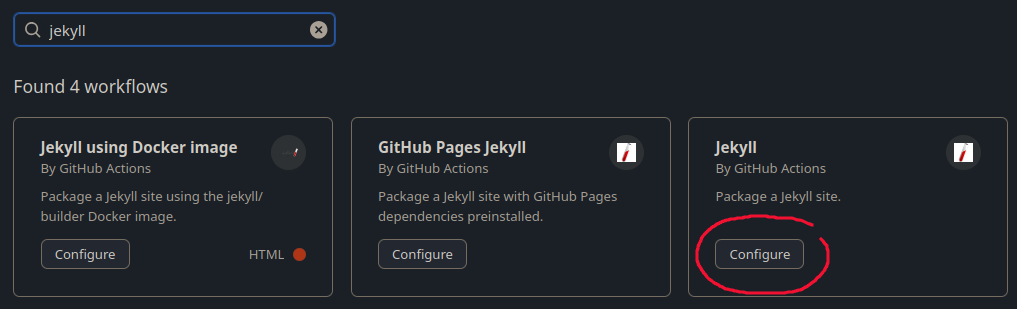 jekyll
Found 4 workflows
Jekyll using Docker image
By GitHub Actions
Package a Jekyll site using the jekyll/
builder Docker image.
Configure
HTML
GitHub Pages Jekyll
By GitHub Actions
Package a Jekyll site with GitHub Pages
dependencies preinstalled.
Configure
Jekyll
By GitHub Actions
Package a Jekyll site.
Configure